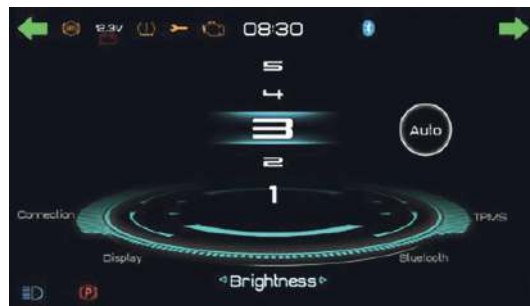 12.3V 08:30
5
4
3
Auto
2
1
Connection TPMS
Display Bluetooth
Brightness
P